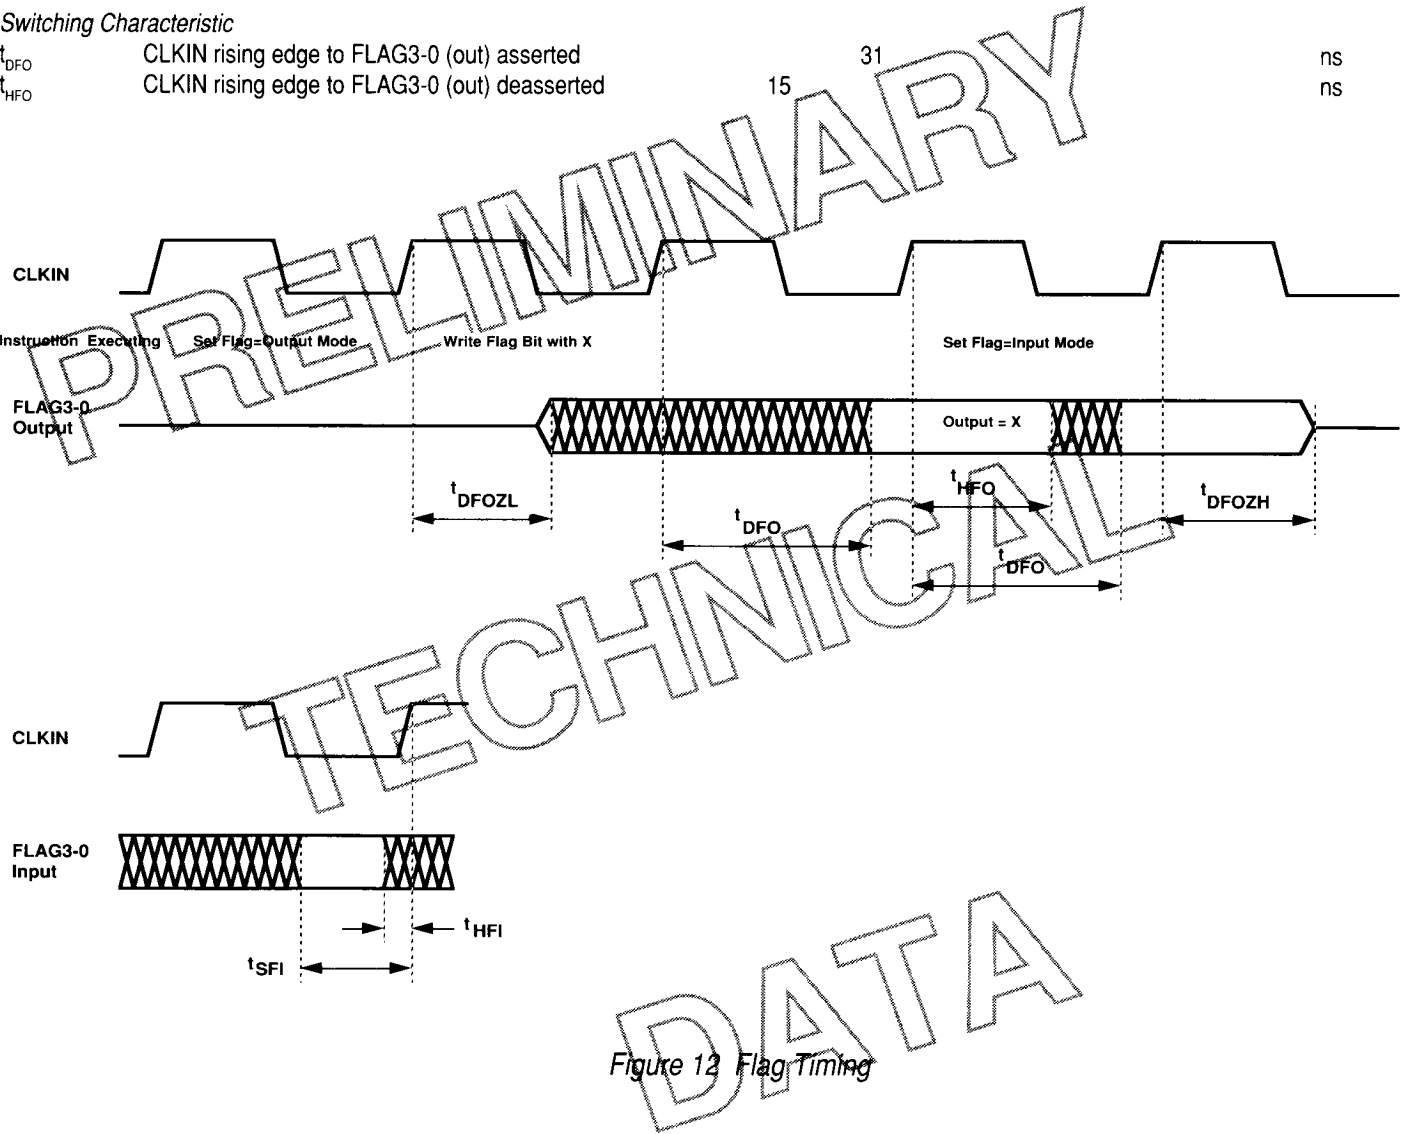 Switching Characteristic
tDFO CLKIN rising edge to FLAG3-0 (out) asserted 31 ns
tHFO CLKIN rising edge to FLAG3-0 (out) deasserted 15 ns
PRELIMINARY
CLKIN
Instruction Executing Set Flag=Output Mode Write Flag Bit with X Set Flag=Input Mode
FLAG3-0
Output
Output = X
tDFOZL
tDFO
tHFO
tDFOZH
tDFO
TECHNICAL
CLKIN
FLAG3-0
Input
tHFI
tSFI
DATA
Figure 12 Flag Timing